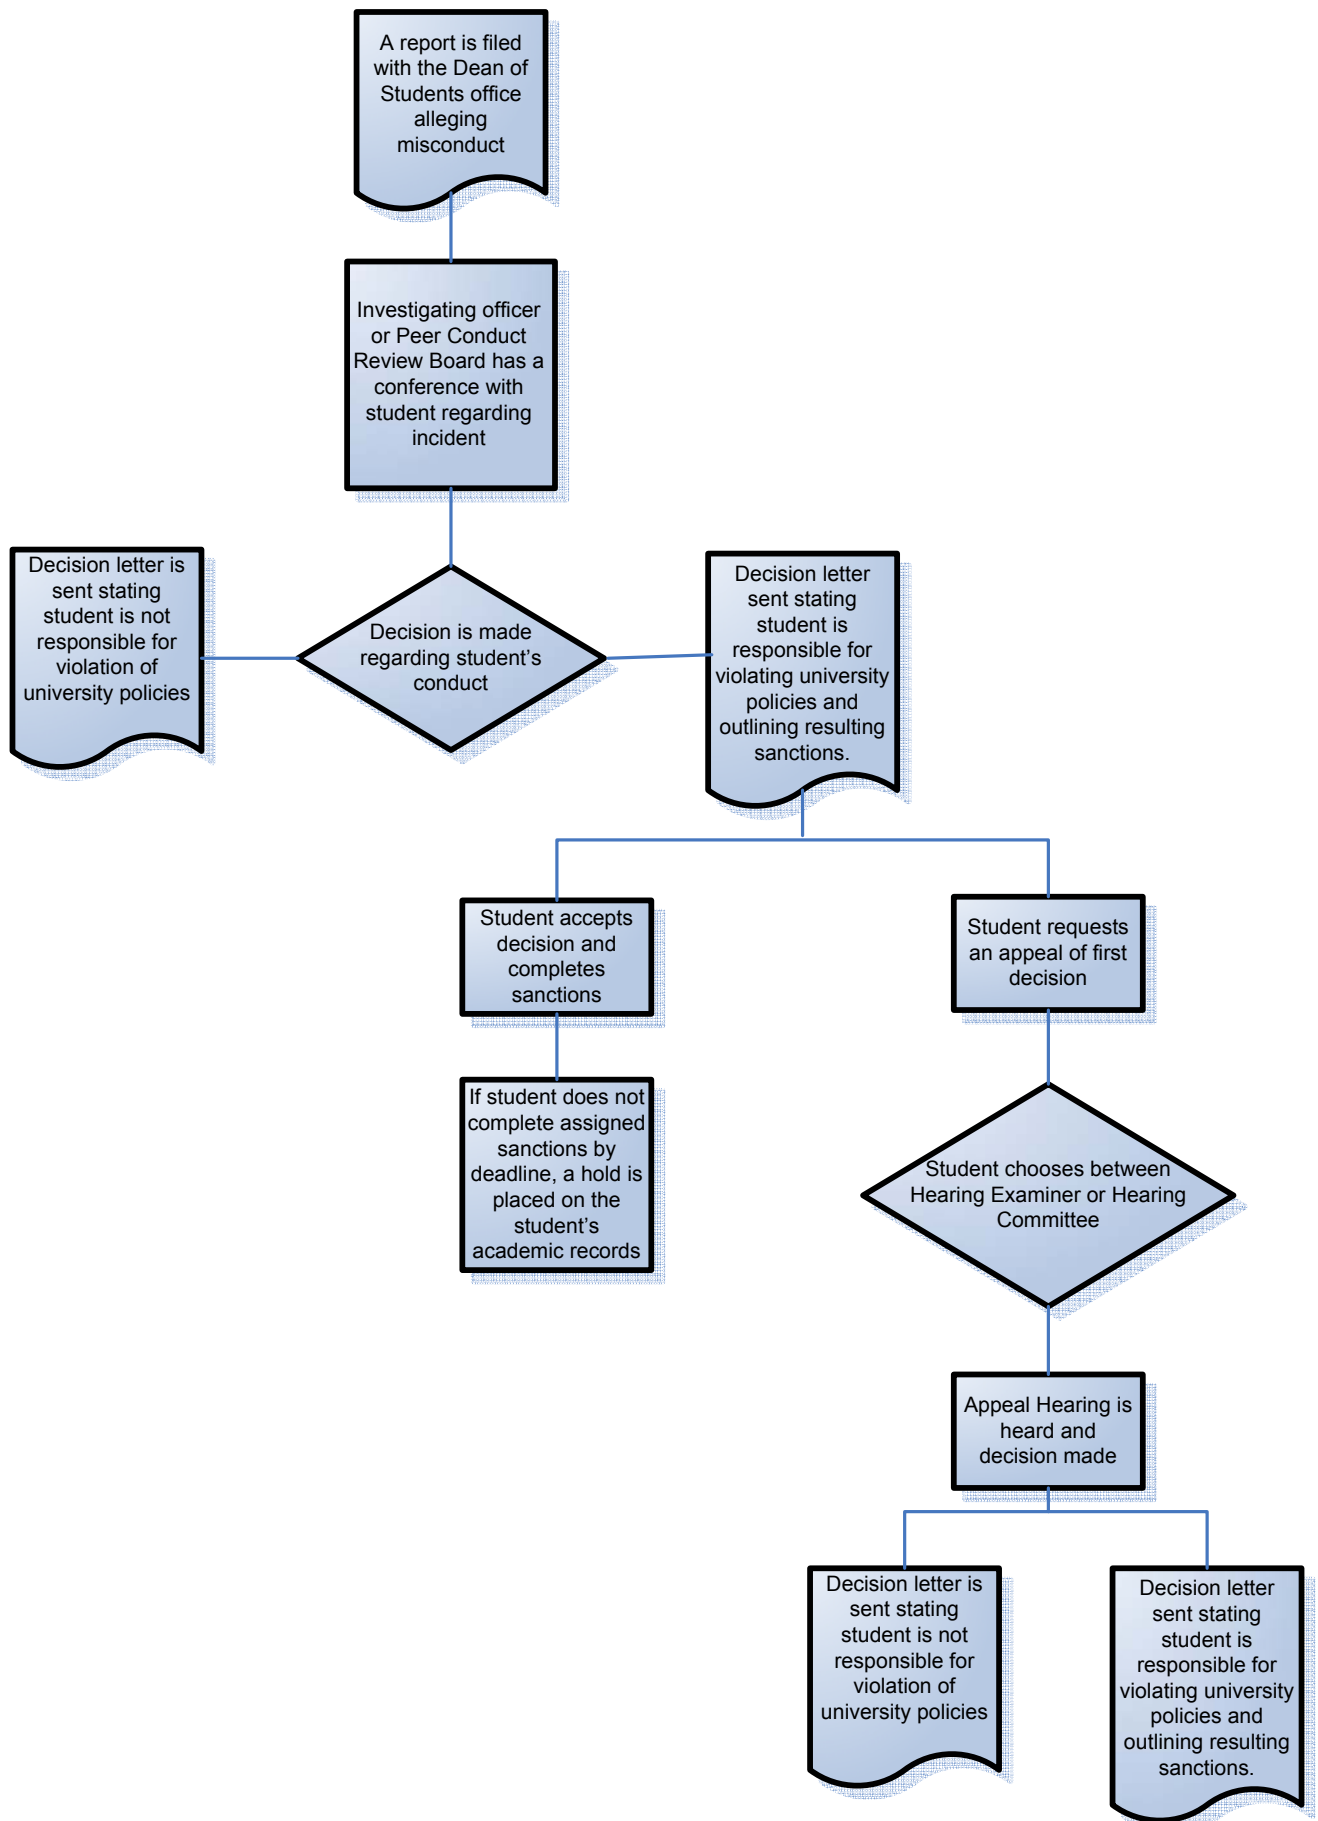 A report is filed
with the Dean of
Students office
alleging
misconduct
Investigating officer
or Peer Conduct
Review Board has a
conference with
student regarding
incident
Decision letter is
sent stating
student is not
responsible for
violation of
university policies
Decision is made
regarding student’s
conduct
Decision letter
sent stating
student is
responsible for
violating university
policies and
outlining resulting
sanctions.
Student accepts
decision and
completes
sanctions
Student requests
an appeal of first
decision
If student does not
complete assigned
sanctions by
deadline, a hold is
placed on the
student’s
academic records
Student chooses between
Hearing Examiner or Hearing
Committee
Appeal Hearing is
heard and
decision made
Decision letter is
sent stating
student is not
responsible for
violation of
university policies
Decision letter
sent stating
student is
responsible for
violating university
policies and
outlining resulting
sanctions.